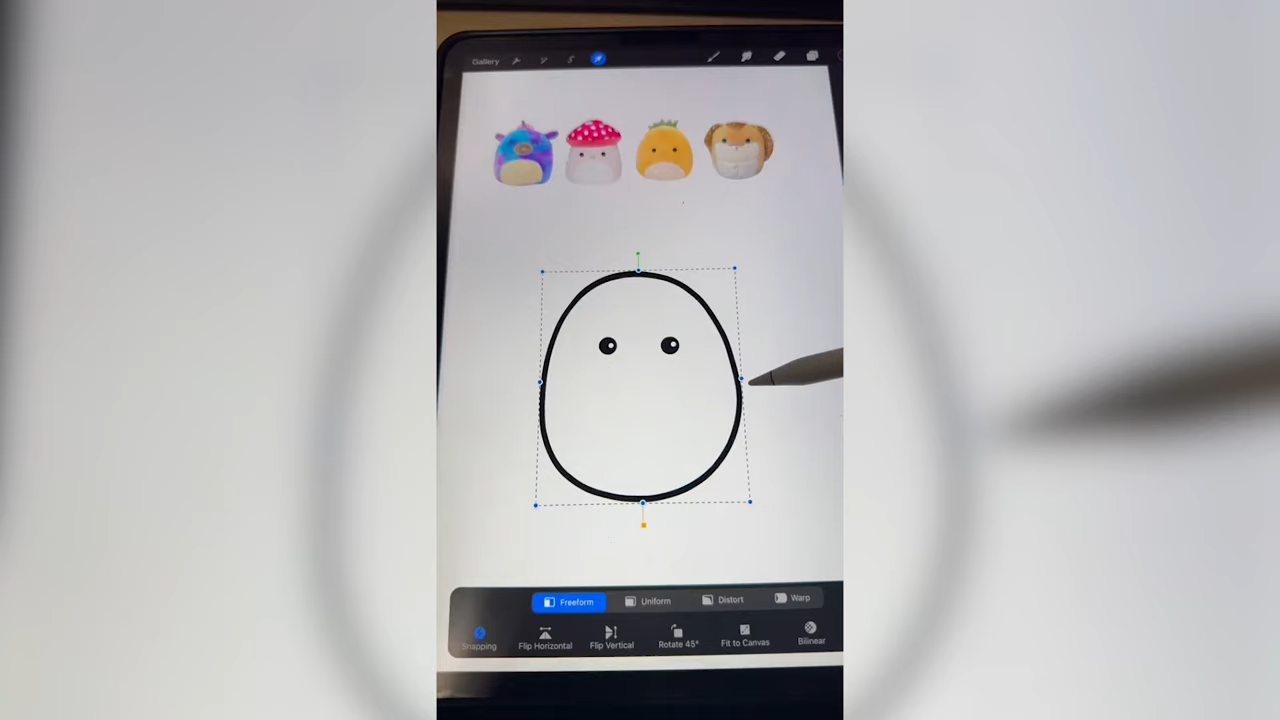 Gallery
Freeform Uniform Distort Warp
Snapping Flip Horizontal Flip Vertical Rotate 45° Fit to Canvas Bilinear